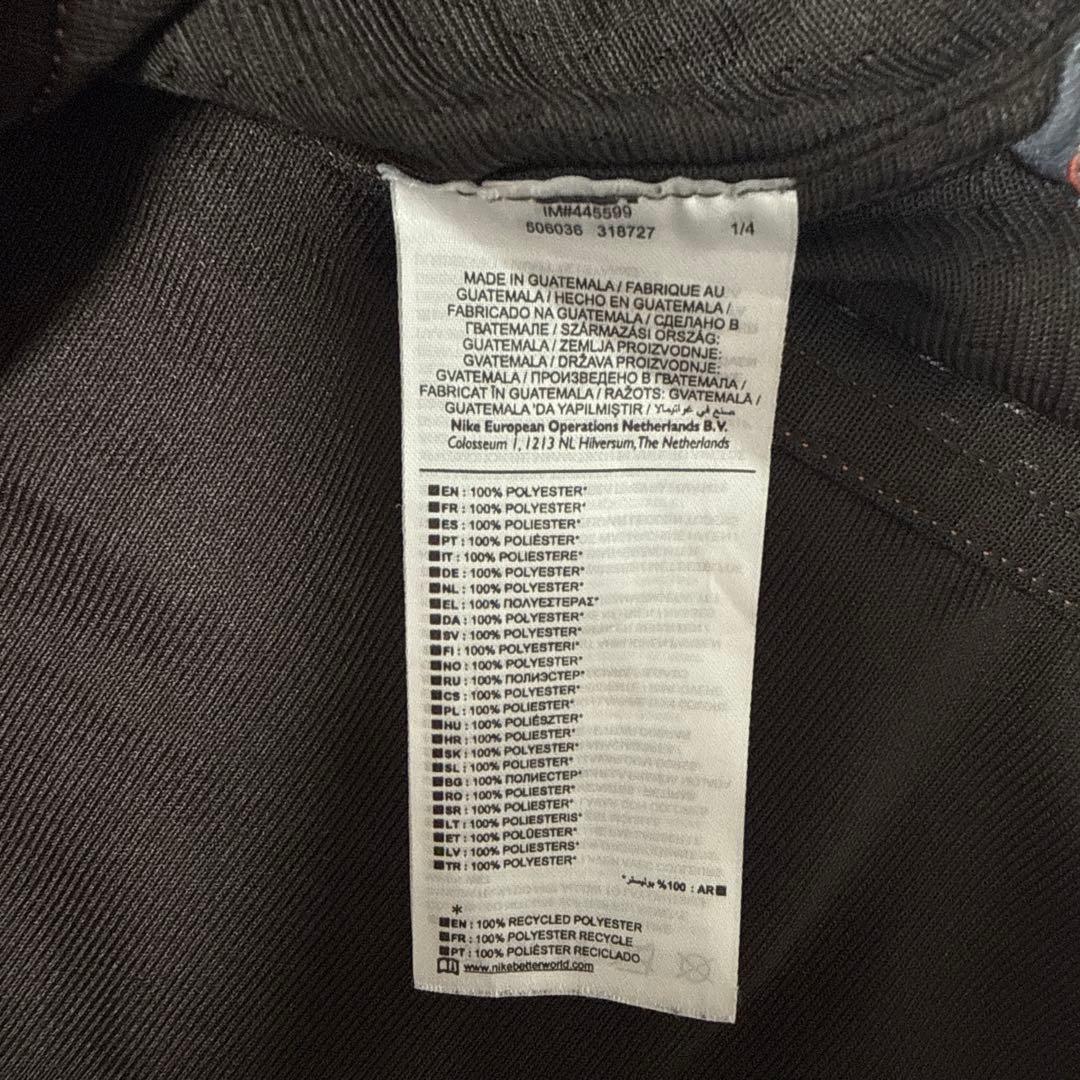 IM#445599
606036 318727 1/4
MADE IN GUATEMALA / FABRIQUE AU
GUATEMALA / HECHO EN GUATEMALA /
FABRICADO NA GUATEMALA / СДЕЛАНО В
ГВАТЕМАЛЕ / SZÁRMAZÁSI ORSZÁG:
GUATEMALA / ZEMLJA PROIZVODNJE:
GVATEMALA / DRŽAVA PROIZVODNJE:
GVATEMALA / ПРОИЗВЕДЕНО В ГВАТЕМАЛА /
FABRICAT ÎN GUATEMALA / RAŽOTS: GVATEMALA /
GUATEMALA 'DA YAPILMIŞTIR / صنع في غواتيمالا
Nike European Operations Netherlands B.V.
Colosseum 1, 1213 NL Hilversum, The Netherlands
EN : 100% POLYESTER*
FR : 100% POLYESTER*
ES : 100% POLIESTER*
PT : 100% POLIÉSTER*
IT : 100% POLIESTERE*
DE : 100% POLYESTER*
NL : 100% POLYESTER*
EL : 100% ΠΟΛΥΕΣΤΕΡΑΣ*
DA : 100% POLYESTER*
SV : 100% POLYESTER*
FI : 100% POLYESTERI*
NO : 100% POLYESTER*
RU : 100% ПОЛИЭСТЕР*
CS : 100% POLYESTER*
PL : 100% POLIESTER*
HU : 100% POLIÉSZTER*
HR : 100% POLIESTER*
SK : 100% POLYESTER*
SL : 100% POLIESTER*
BG : 100% ПОЛИЕСТЕР*
RO : 100% POLIESTER*
SR : 100% POLIESTER*
LT : 100% POLIESTERIS*
ET : 100% POLÜESTER*
LV : 100% POLIESTERS*
TR : 100% POLYESTER*
AR : 100% بوليستر*
*
EN : 100% RECYCLED POLYESTER
FR : 100% POLYESTER RECYCLE
PT : 100% POLIÉSTER RECICLADO
www.nikebetterworld.com